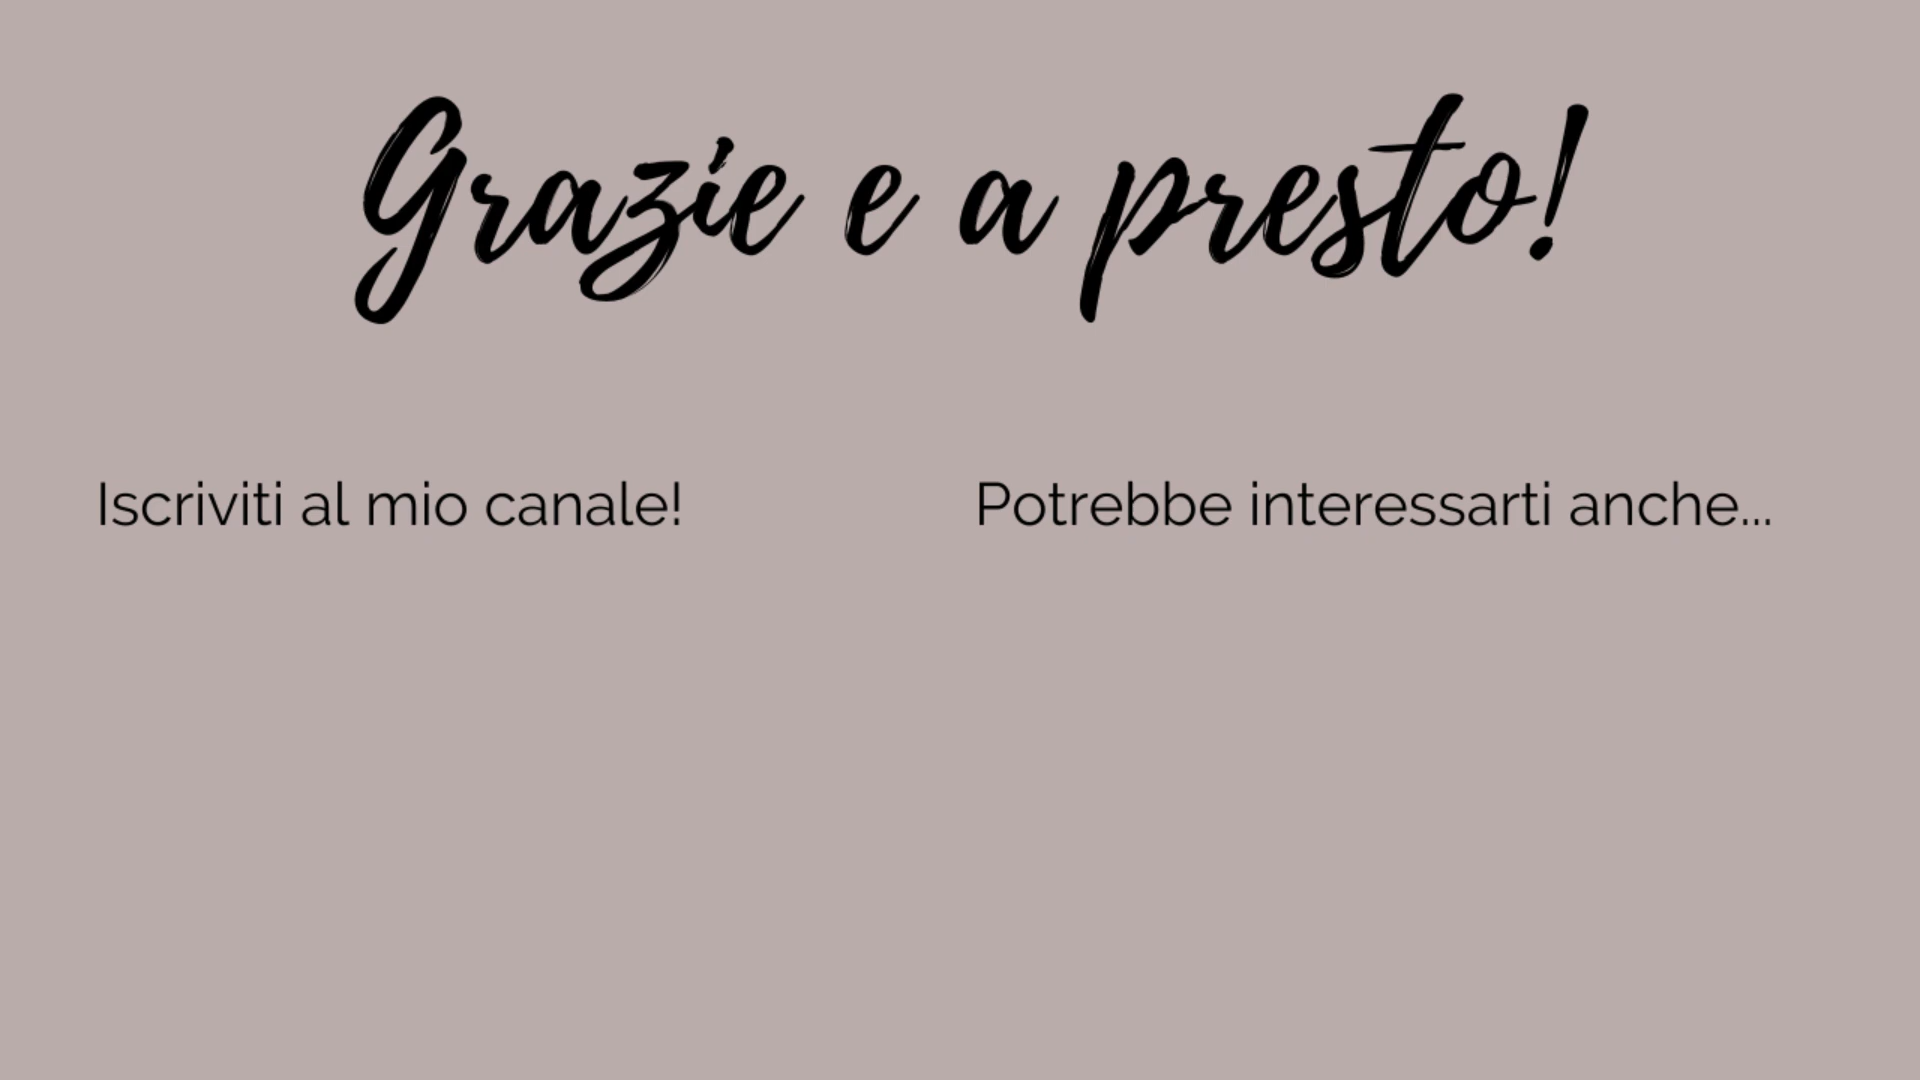 Grazie e a presto!
Iscriviti al mio canale!
Potrebbe interessarti anche...